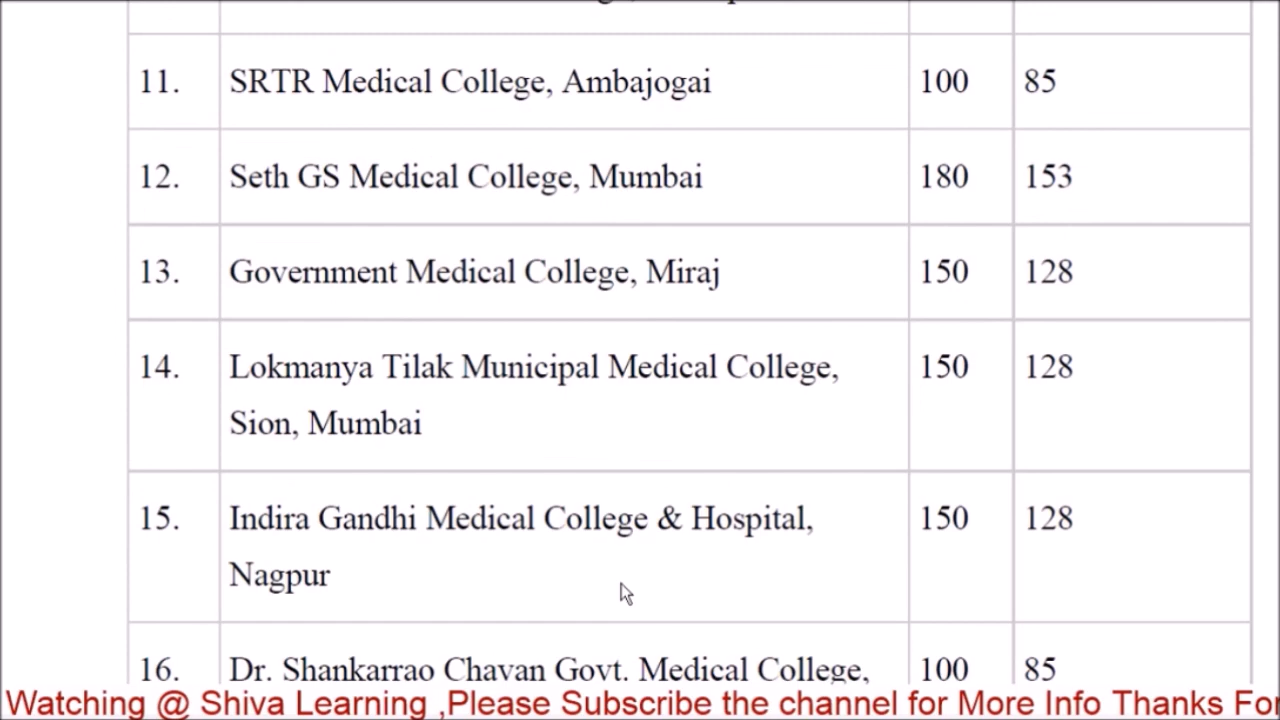 11. SRTR Medical College, Ambajogai 100 85
12. Seth GS Medical College, Mumbai 180 153
13. Government Medical College, Miraj 150 128
14. Lokmanya Tilak Municipal Medical College, 150 128
Sion, Mumbai
15. Indira Gandhi Medical College & Hospital, 150 128
Nagpur
16. Dr. Shankarrao Chavan Govt. Medical College, 100 85
Watching @ Shiva Learning ,Please Subscribe the channel for More Info Thanks For